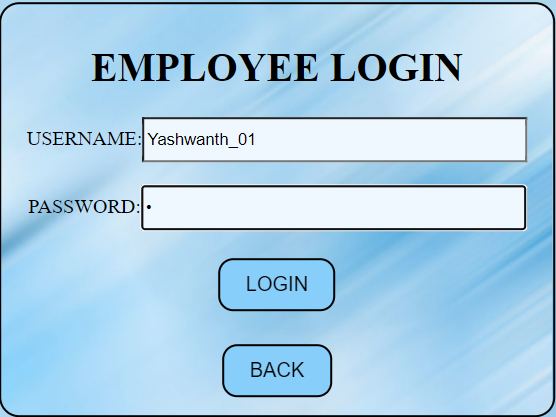 EMPLOYEE LOGIN
USERNAME: Yashwanth_01
PASSWORD: •
LOGIN
BACK